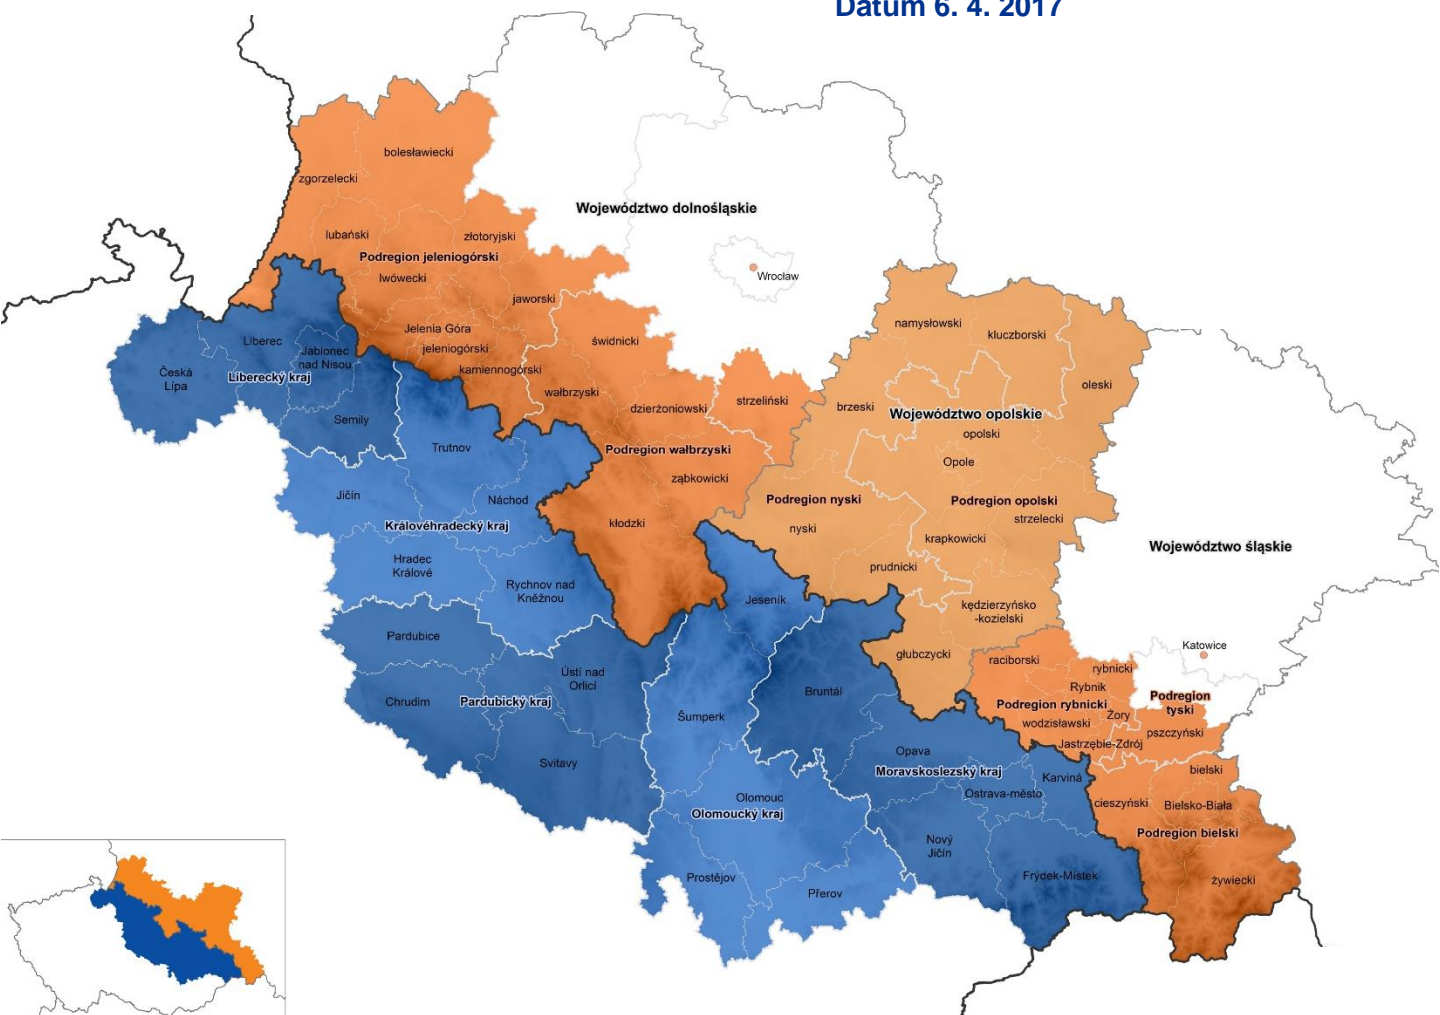 Datum 6. 4. 2017
bolesławiecki
zgorzelecki
Województwo dolnośląskie
lubański
złotoryjski
Podregion jeleniogórski
lwówecki
Wrocław
jaworski
namysłowski
kluczborski
Jelenia Góra
jeleniogórski
świdnicki
Liberec
Jablonec
nad Nisou
Česká
Lípa
Liberecký kraj
kamiennogórski
oleski
wałbrzyski
dzierżoniowski
strzeliński
brzeski
Województwo opolskie
opolski
Semily
Trutnov
Podregion wałbrzyski
Opole
ząbkowicki
Jičín
Náchod
Podregion nyski
Podregion opolski
Královéhradecký kraj
kłodzki
nyski
strzelecki
krapkowicki
Województwo śląskie
Hradec
Králové
prudnicki
Rychnov nad
Kněžnou
Jeseník
kędzierzyńsko
-kozielski
Pardubice
Katowice
głubczycki
raciborski
rybnicki
Ústí nad
Orlicí
Rybnik
Bruntál
Podregion
tyski
Chrudim
Pardubický kraj
Podregion rybnicki
Żory
Šumperk
wodzisławski
pszczyński
Jastrzębie-Zdrój
Opava
Svitavy
Moravskoslezský kraj
Karviná
bielski
Ostrava-město
Olomouc
cieszyński
Bielsko-Biała
Olomoucký kraj
Podregion bielski
Nový
Jičín
Prostějov
Frýdek-Místek
żywiecki
Přerov